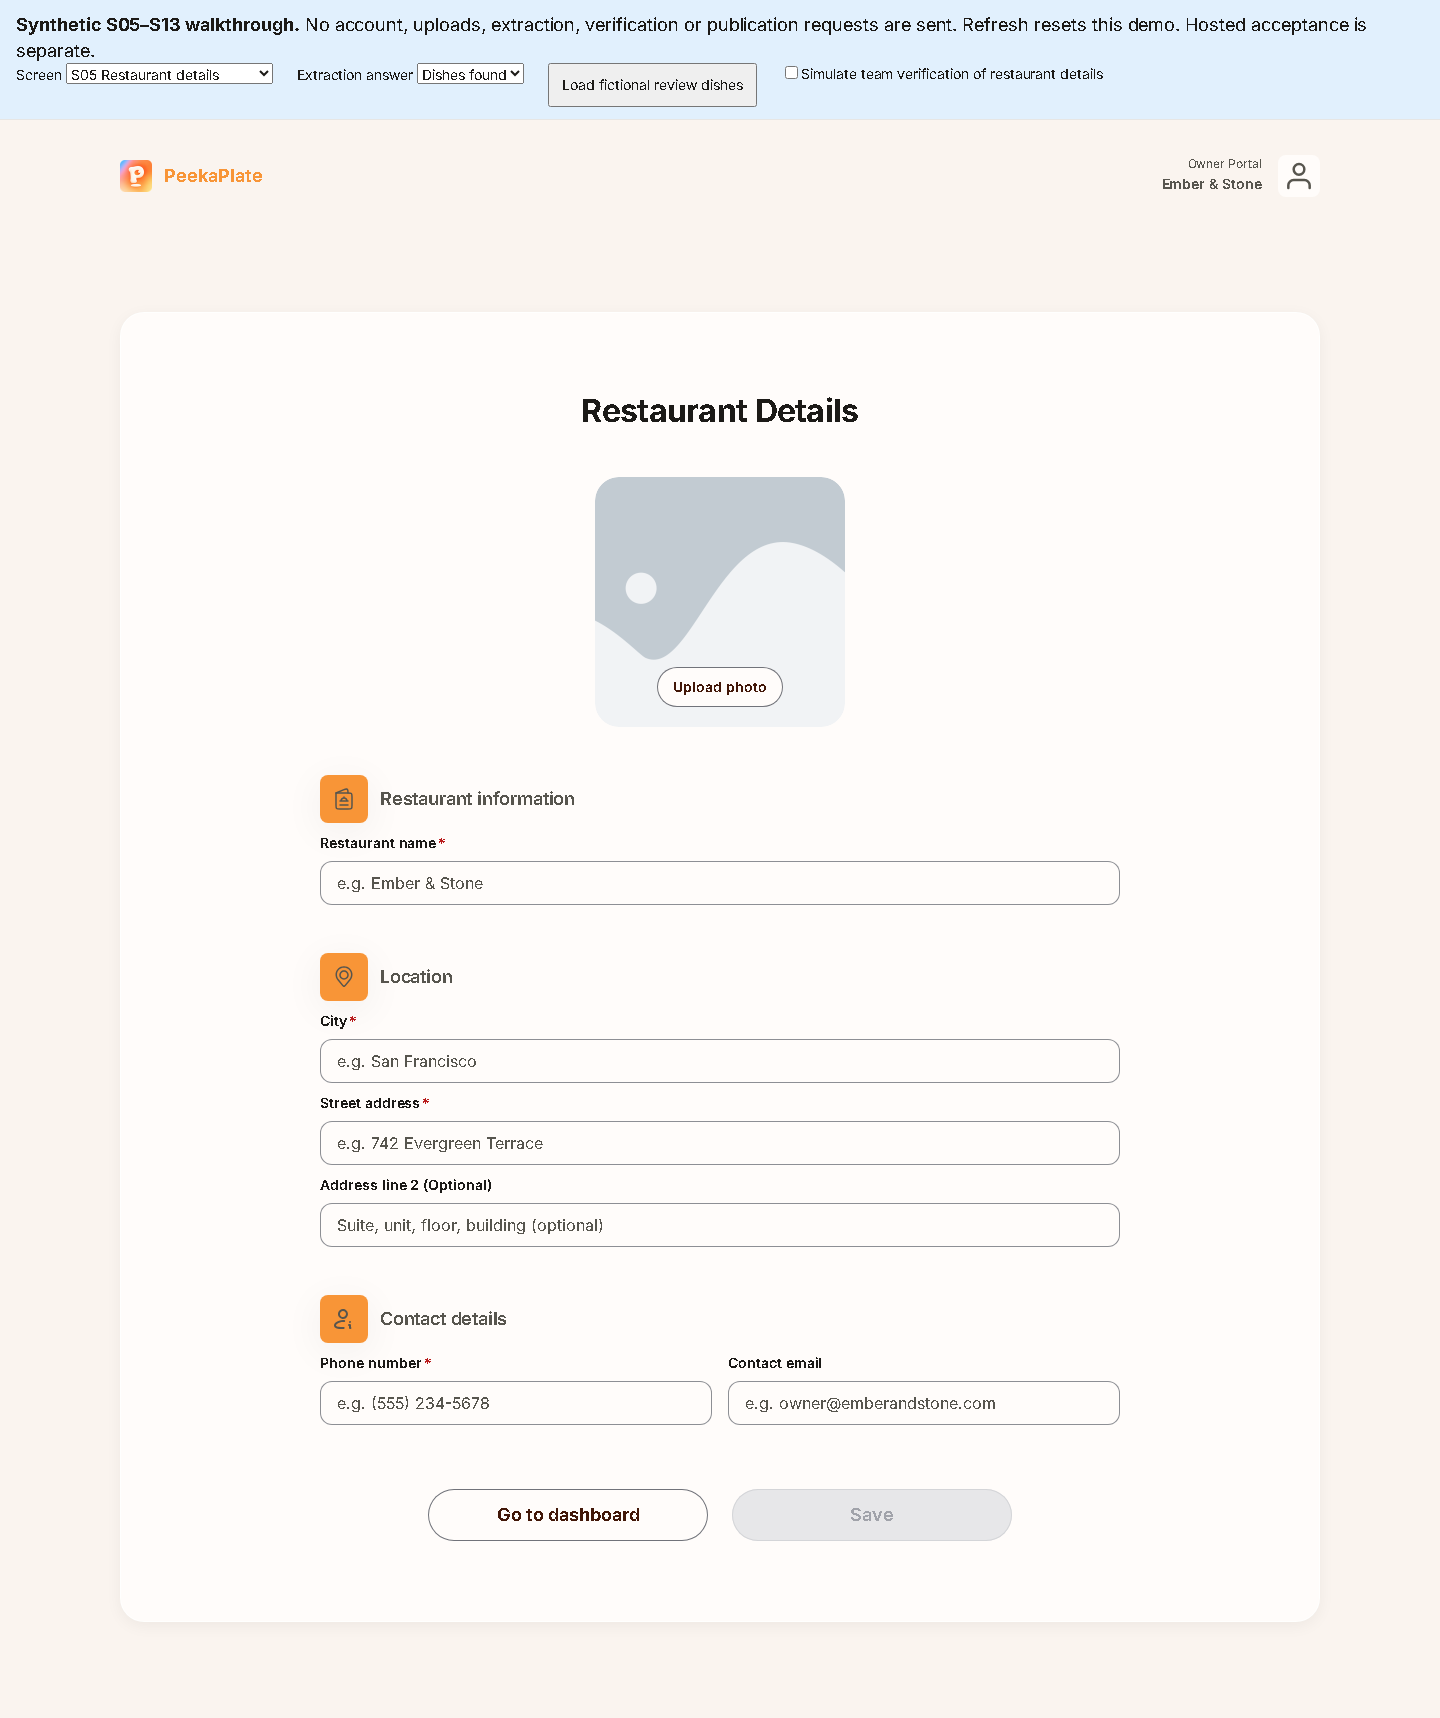 Synthetic S05–S13 walkthrough. No account, uploads, extraction, verification or publication requests are sent. Refresh resets this demo. Hosted acceptance is
separate.
Screen S05 Restaurant details Extraction answer Dishes found Load fictional review dishes Simulate team verification of restaurant details
PeekaPlate
Owner Portal
Ember & Stone
Restaurant Details
Upload photo
Restaurant information
Restaurant name*
e.g. Ember & Stone
Location
City*
e.g. San Francisco
Street address*
e.g. 742 Evergreen Terrace
Address line 2 (Optional)
Suite, unit, floor, building (optional)
Contact details
Phone number* Contact email
e.g. (555) 234-5678 e.g. owner@emberandstone.com
Go to dashboard Save